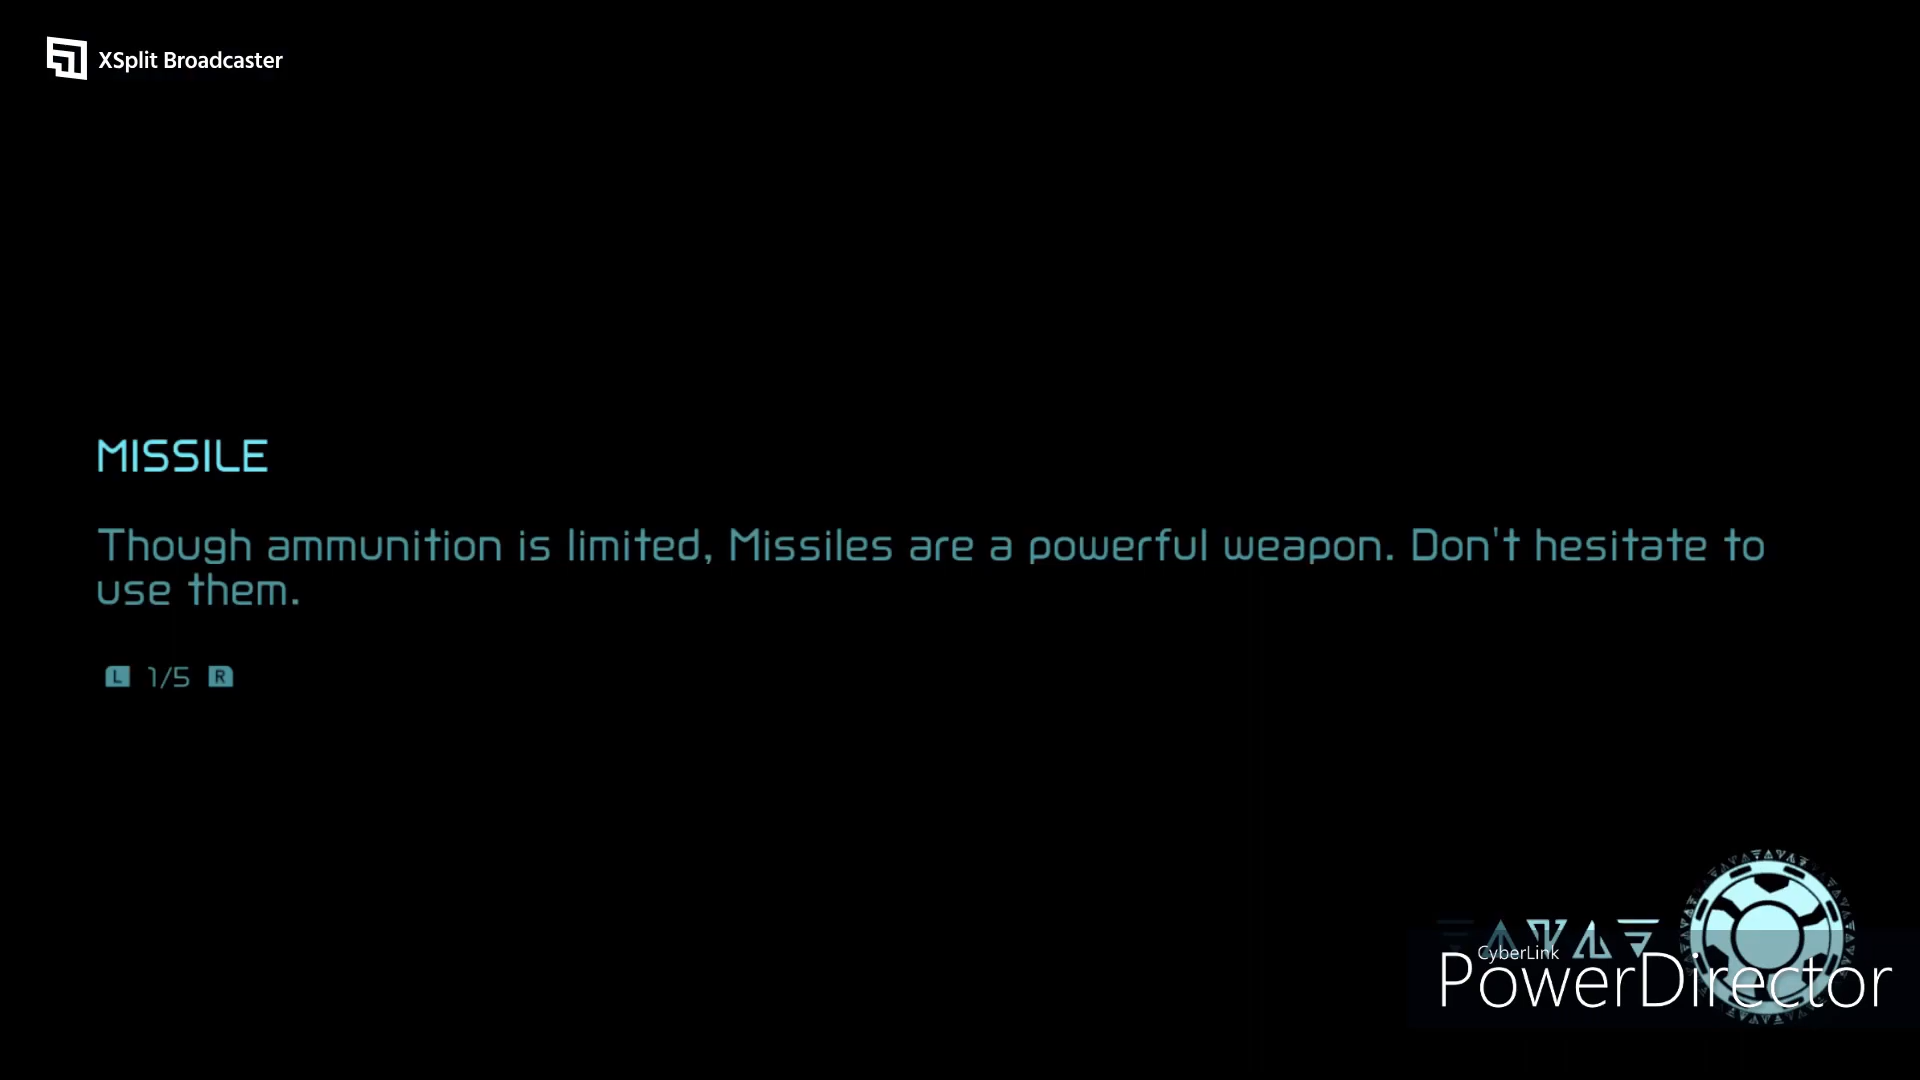 XSplit Broadcaster
MISSILE
Though ammunition is limited, Missiles are a powerful weapon. Don't hesitate to
use them.
L 1/5 R
CyberLink
PowerDirector